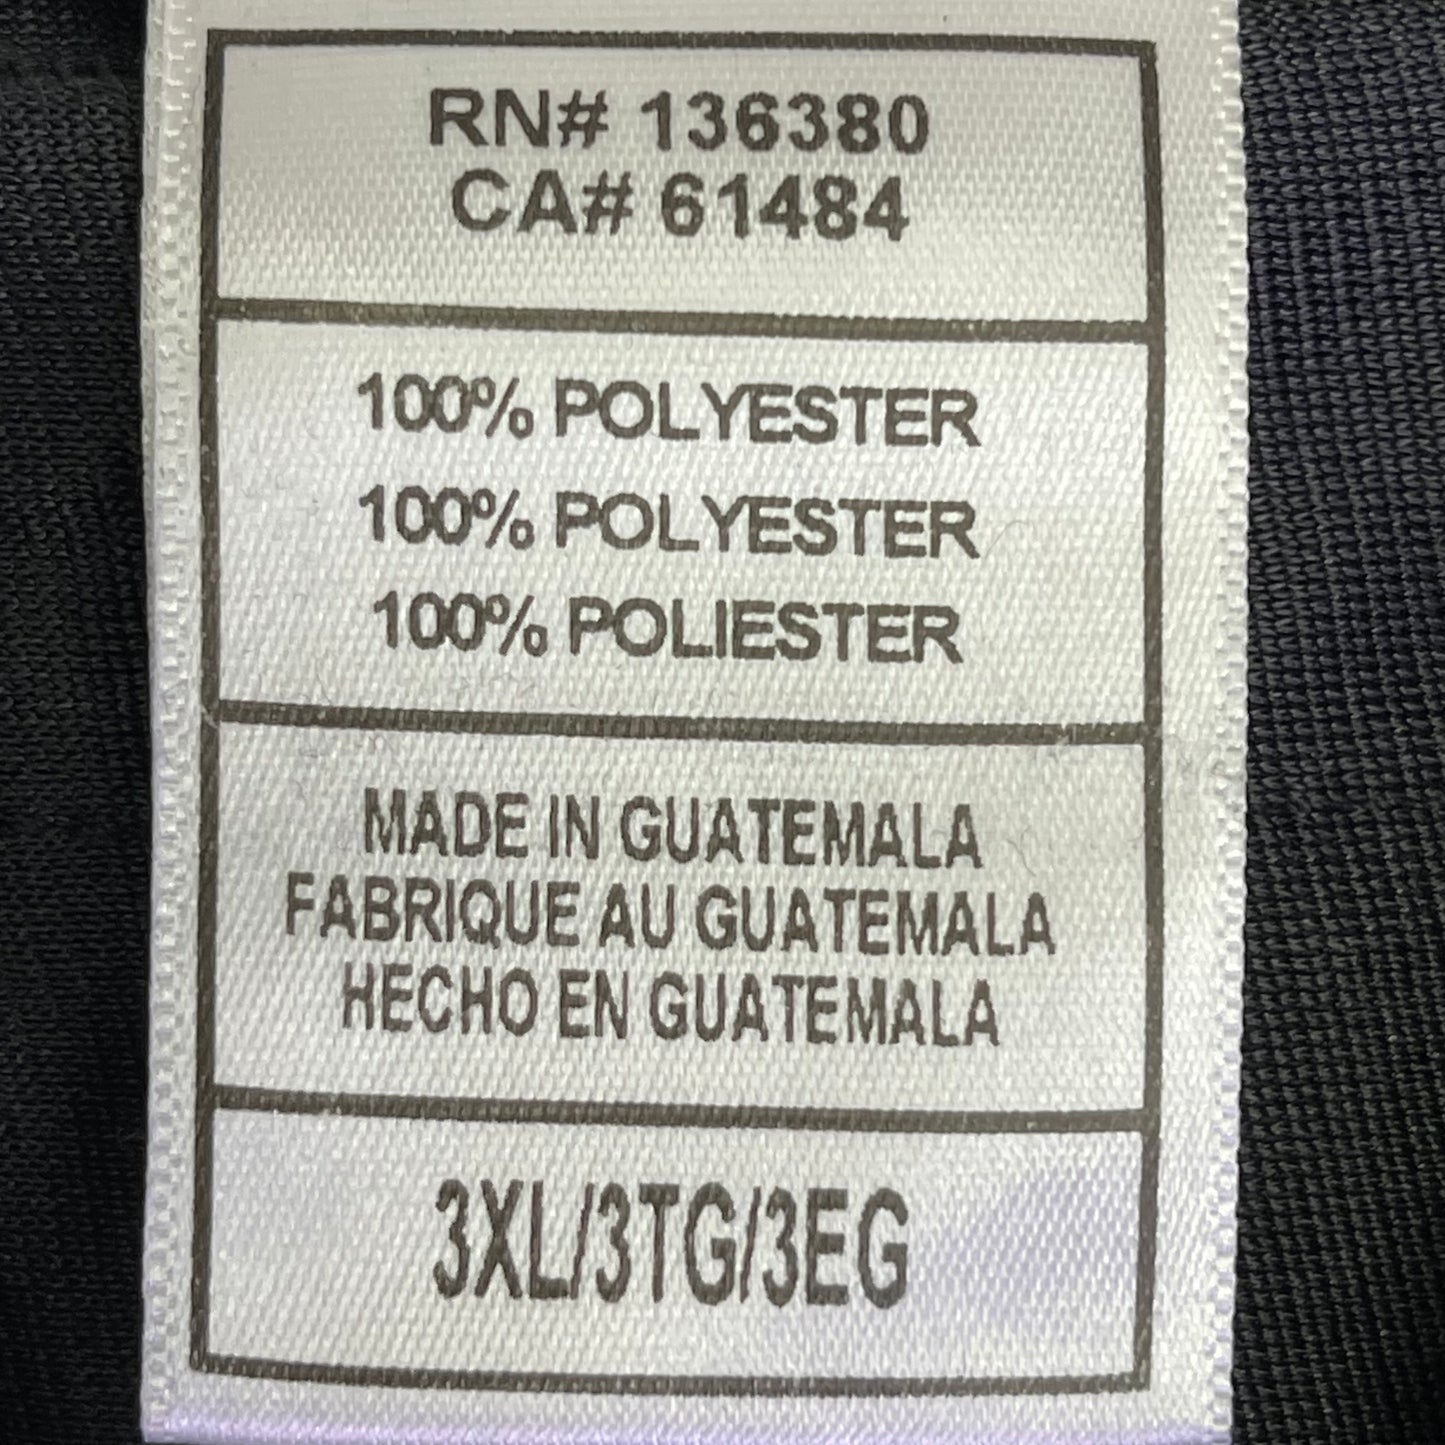 RN# 136380
CA# 61484
100% POLYESTER
100% POLYESTER
100% POLIESTER
MADE IN GUATEMALA
FABRIQUE AU GUATEMALA
HECHO EN GUATEMALA
3XL/3TG/3EG